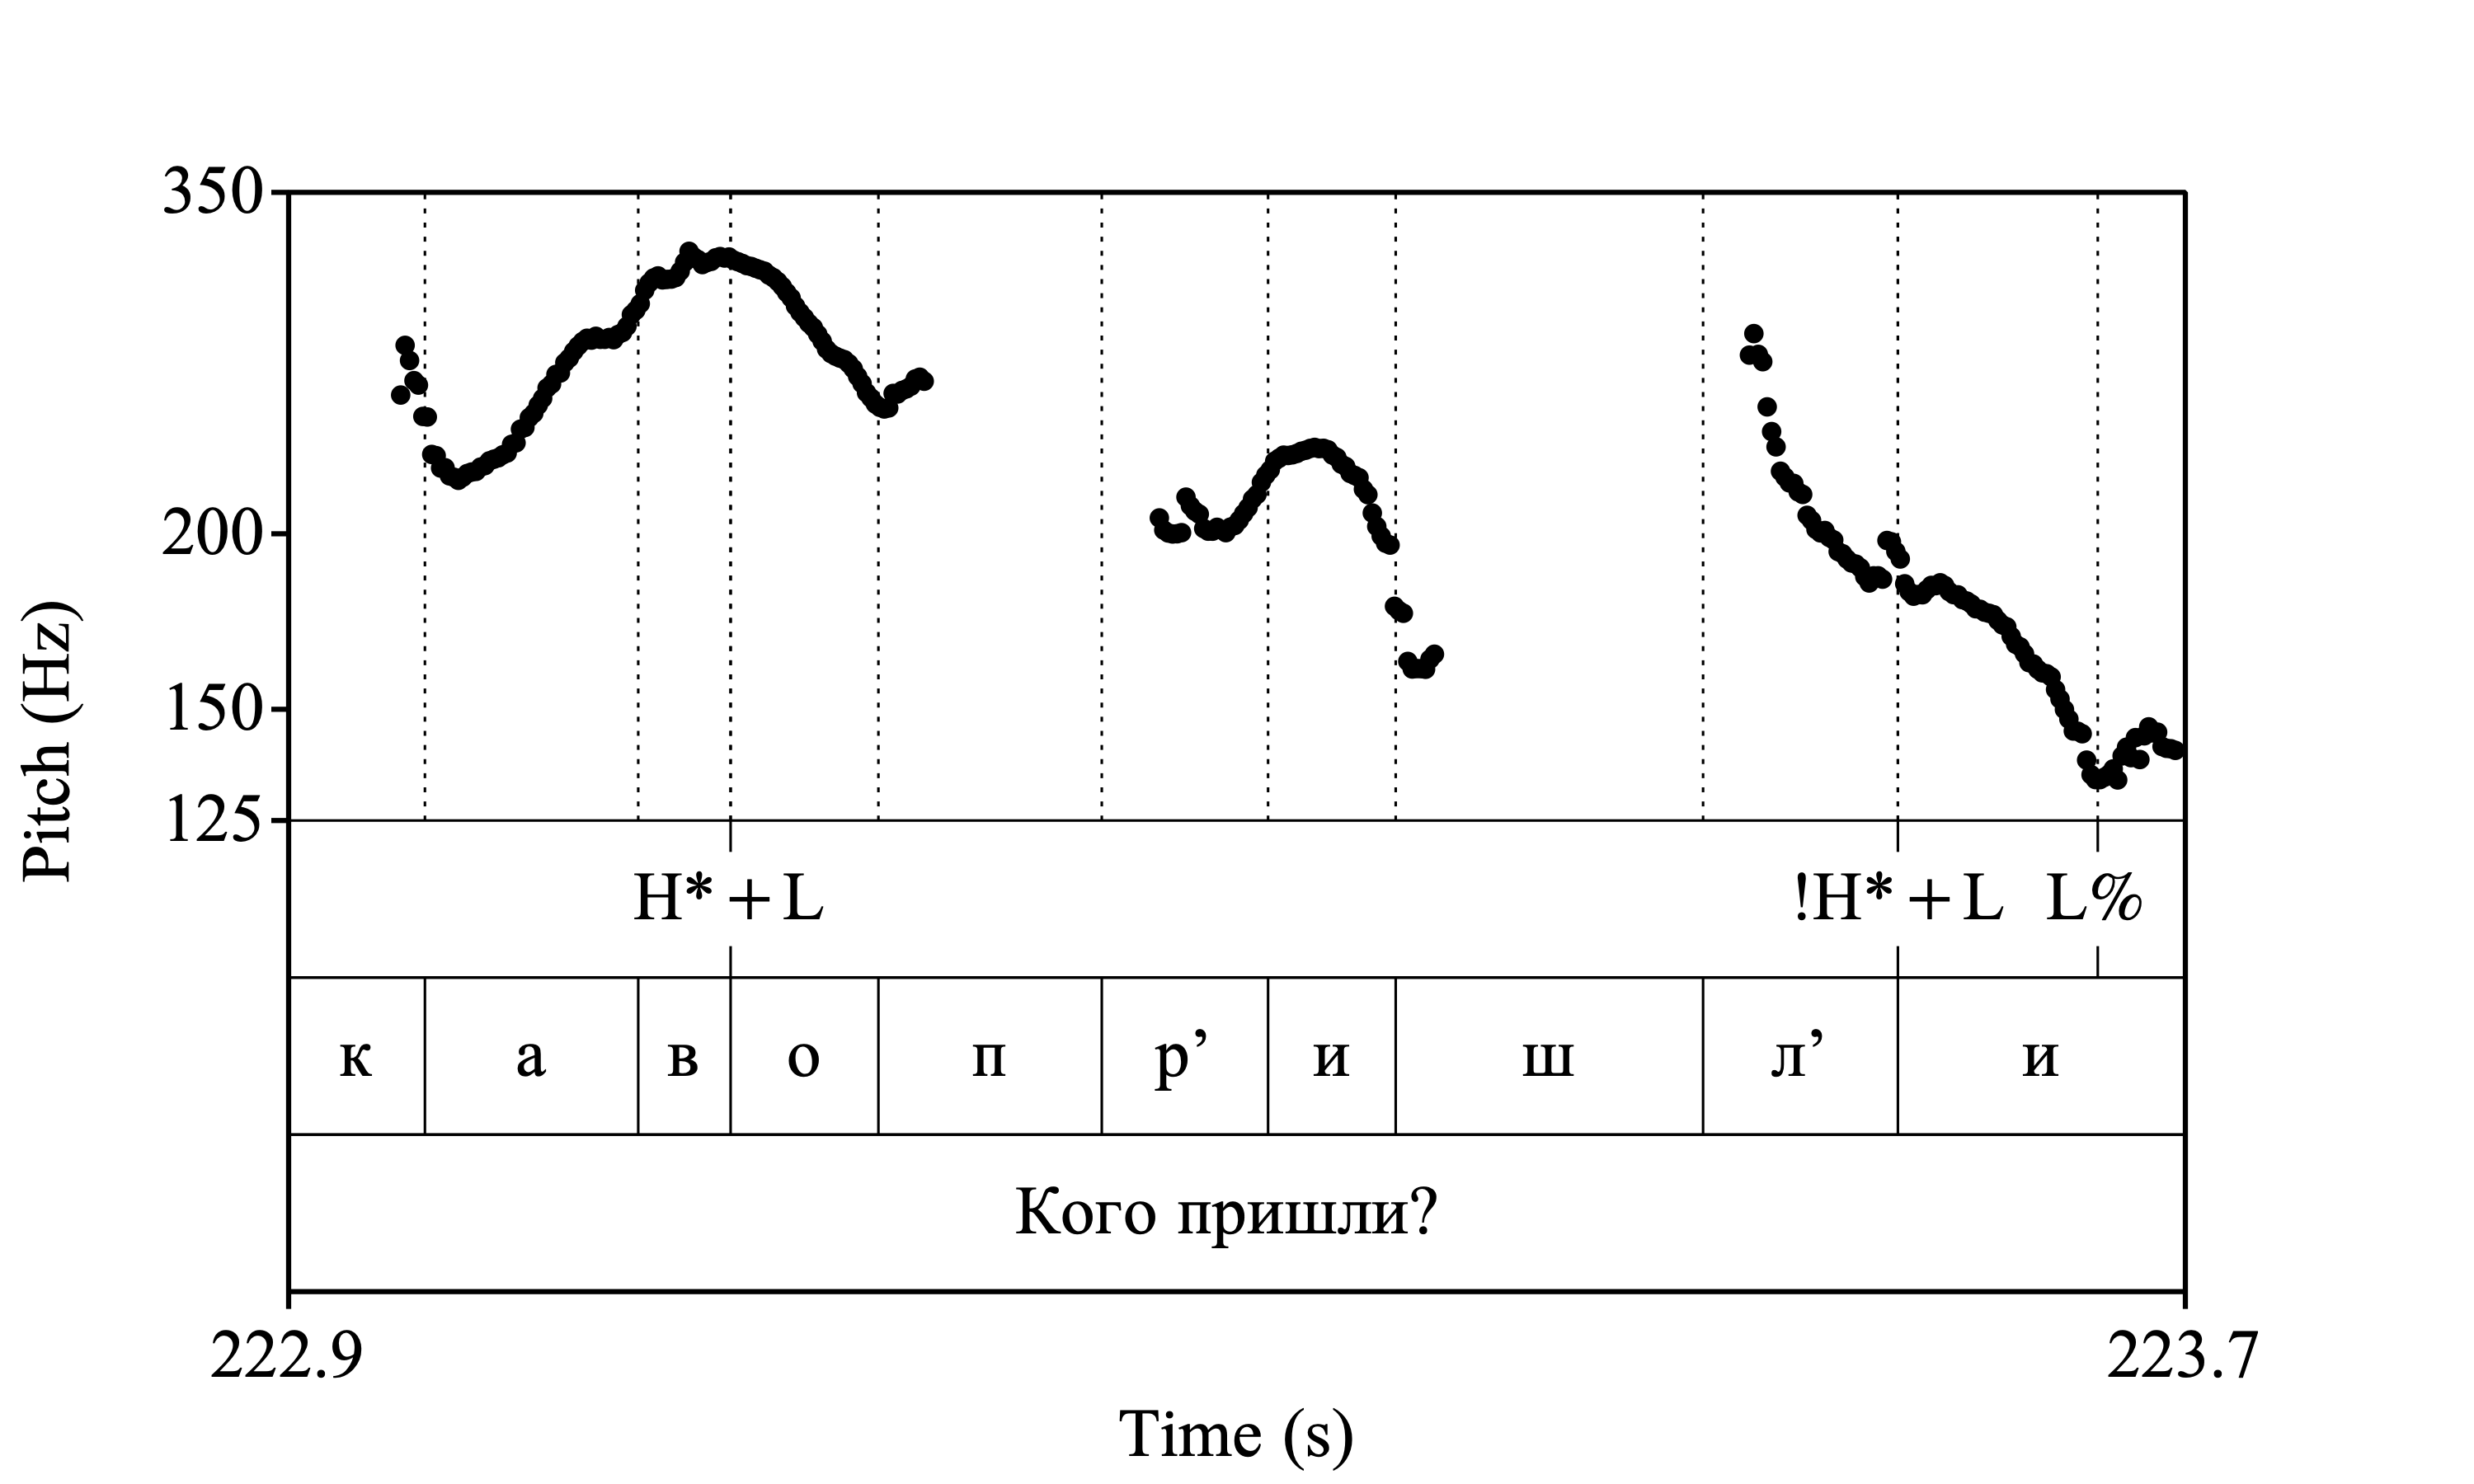 350
200
150
125
Pitch (Hz)
H* + L !H* + L L%
к а в о п р’ и ш л’ и
Кого пришли?
222.9 223.7
Time (s)